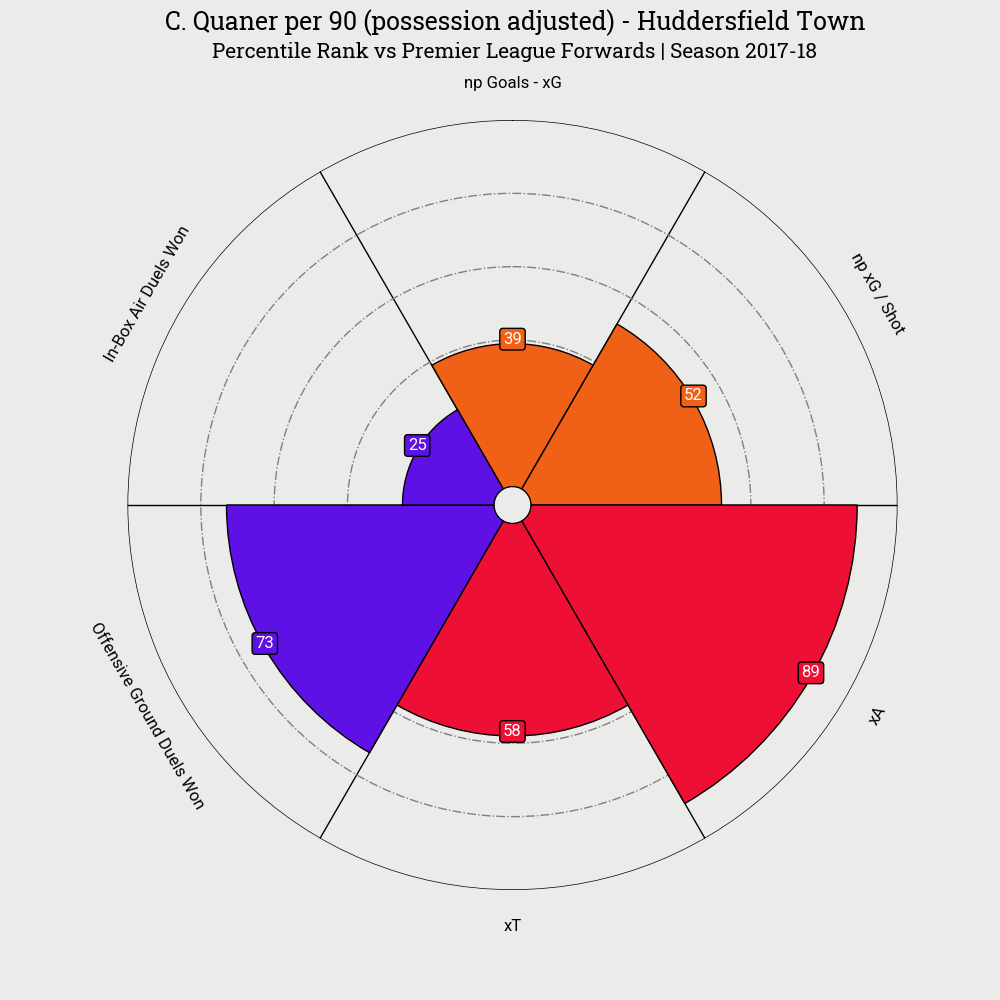 C. Quaner per 90 (possession adjusted) - Huddersfield Town
Percentile Rank vs Premier League Forwards | Season 2017-18
np Goals - xG
In-Box Air Duels Won
np xG / Shot
39
52
25
73
89
58
Offensive Ground Duels Won
xA
xT